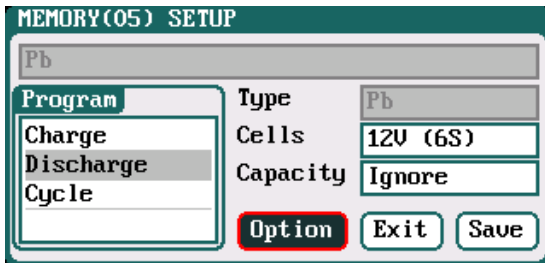 MEMORY(05) SETUP
Pb
Program
Charge
Discharge
Cycle
Type Pb
Cells 12V (6S)
Capacity Ignore
Option Exit Save